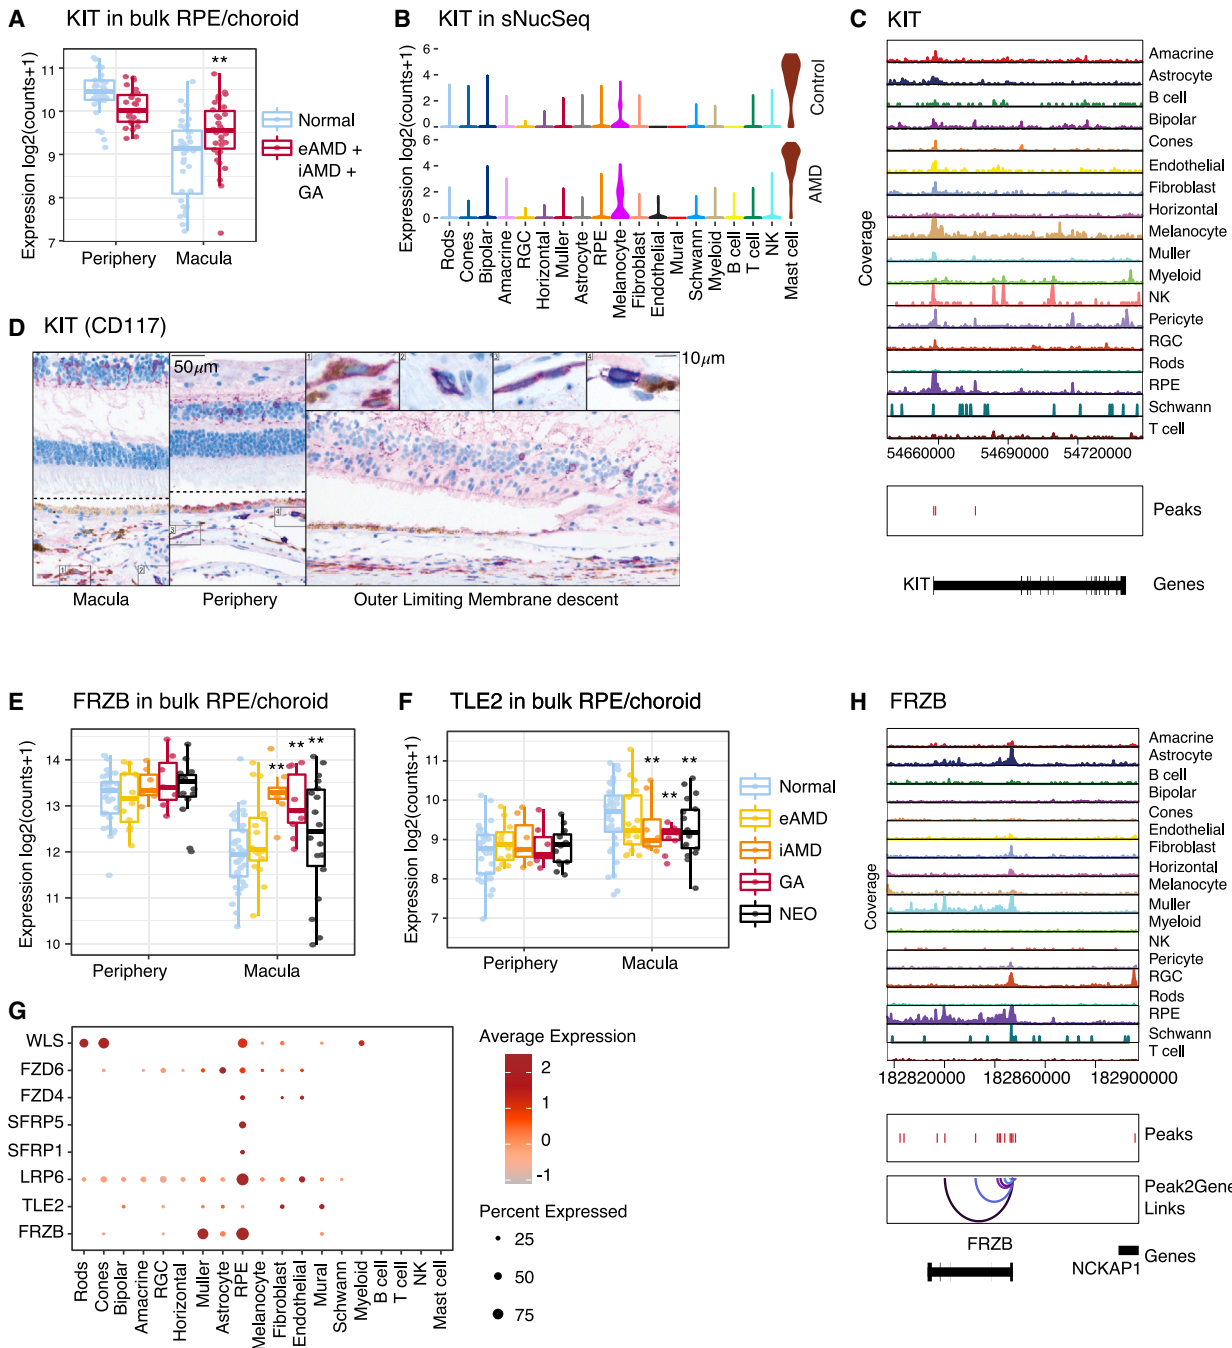 A KIT in bulk RPE/choroid
Expression log2(counts+1)
11
10
9
8
7
Periphery
Macula
**
Normal
eAMD +
iAMD +
GA
B KIT in sNucSeq
Expression log2(counts+1)
6
4
2
0
Control
6
4
2
0
AMD
Rods
Cones
Bipolar
Amacrine
RGC
Horizontal
Muller
Astrocyte
RPE
Melanocyte
Fibroblast
Endothelial
Mural
Schwann
Myeloid
B cell
T cell
NK
Mast cell
C KIT
Coverage
Amacrine
Astrocyte
B cell
Bipolar
Cones
Endothelial
Fibroblast
Horizontal
Melanocyte
Muller
Myeloid
NK
Pericyte
RGC
Rods
RPE
Schwann
T cell
54660000 54690000 54720000
Peaks
KIT
Genes
D KIT (CD117)
50μm
1
2
3
4
10μm
1
2
3
4
Macula
Periphery
Outer Limiting Membrane descent
E FRZB in bulk RPE/choroid
Expression log2(counts+1)
14
13
12
11
10
Periphery
Macula
**
**
**
F TLE2 in bulk RPE/choroid
Expression log2(counts+1)
11
10
9
8
7
Periphery
Macula
**
**
**
Normal
eAMD
iAMD
GA
NEO
G
WLS
FZD6
FZD4
SFRP5
SFRP1
LRP6
TLE2
FRZB
Rods
Cones
Bipolar
Amacrine
RGC
Horizontal
Muller
Astrocyte
RPE
Melanocyte
Fibroblast
Endothelial
Mural
Schwann
Myeloid
B cell
T cell
NK
Mast cell
Average Expression
2
1
0
-1
Percent Expressed
25
50
75
H FRZB
Coverage
Amacrine
Astrocyte
B cell
Bipolar
Cones
Endothelial
Fibroblast
Horizontal
Melanocyte
Muller
Myeloid
NK
Pericyte
RGC
Rods
RPE
Schwann
T cell
182820000 182860000 182900000
Peaks
Peak2Gene
Links
FRZB
NCKAP1
Genes